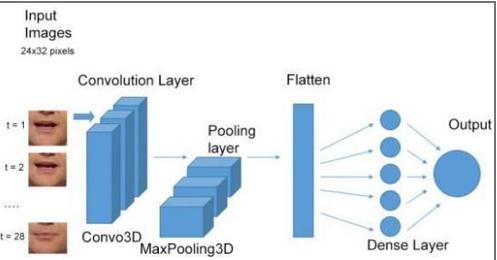 Input
Images
24x32 pixels
Convolution Layer
Flatten
t = 1
Pooling
layer
Output
t = 2
....
t = 28
Convo3D
MaxPooling3D
Dense Layer